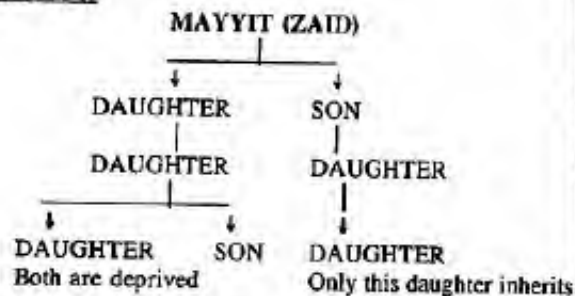 MAYYIT (ZAID)
DAUGHTER SON
DAUGHTER DAUGHTER
DAUGHTER SON DAUGHTER
Both are deprived Only this daughter inherits